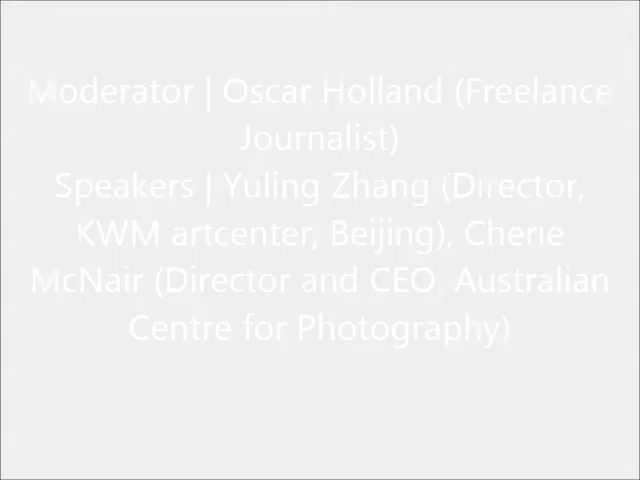 Moderator | Oscar Holland (Freelance
Journalist)
Speakers | Yuling Zhang (Director,
KWM artcenter, Beijing), Cherie
McNair (Director and CEO, Australian
Centre for Photography)